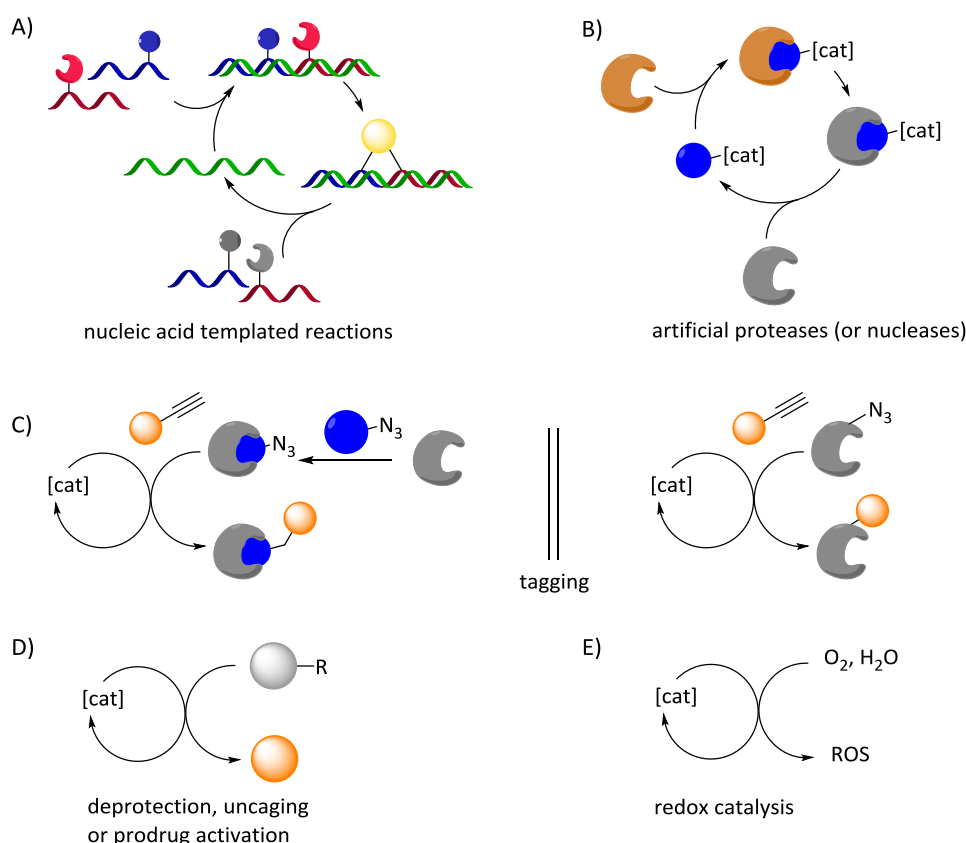 A)
B)
[cat]
[cat]
[cat]
nucleic acid templated reactions
artificial proteases (or nucleases)
C)
N3
N3
N3
[cat]
[cat]
tagging
D)
E)
R
O2, H2O
[cat]
[cat]
ROS
deprotection, uncaging
or prodrug activation
redox catalysis